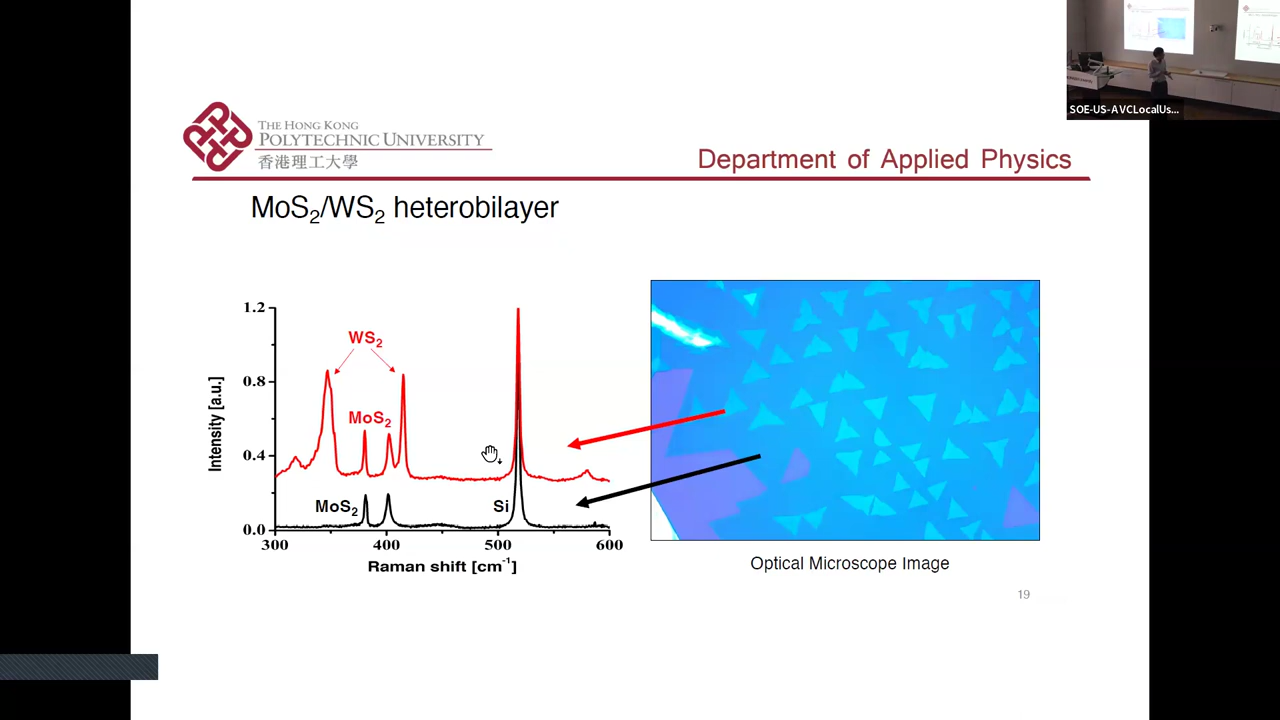 SOE-US-AVCLocalUs...
THE HONG KONG
POLYTECHNIC UNIVERSITY
香港理工大學
Department of Applied Physics
MoS2/WS2 heterobilayer
1.2
0.8
0.4
0.0
Intensity [a.u.]
WS2
MoS2
MoS2
Si
300
400
500
600
Raman shift [cm-1]
Optical Microscope Image
19